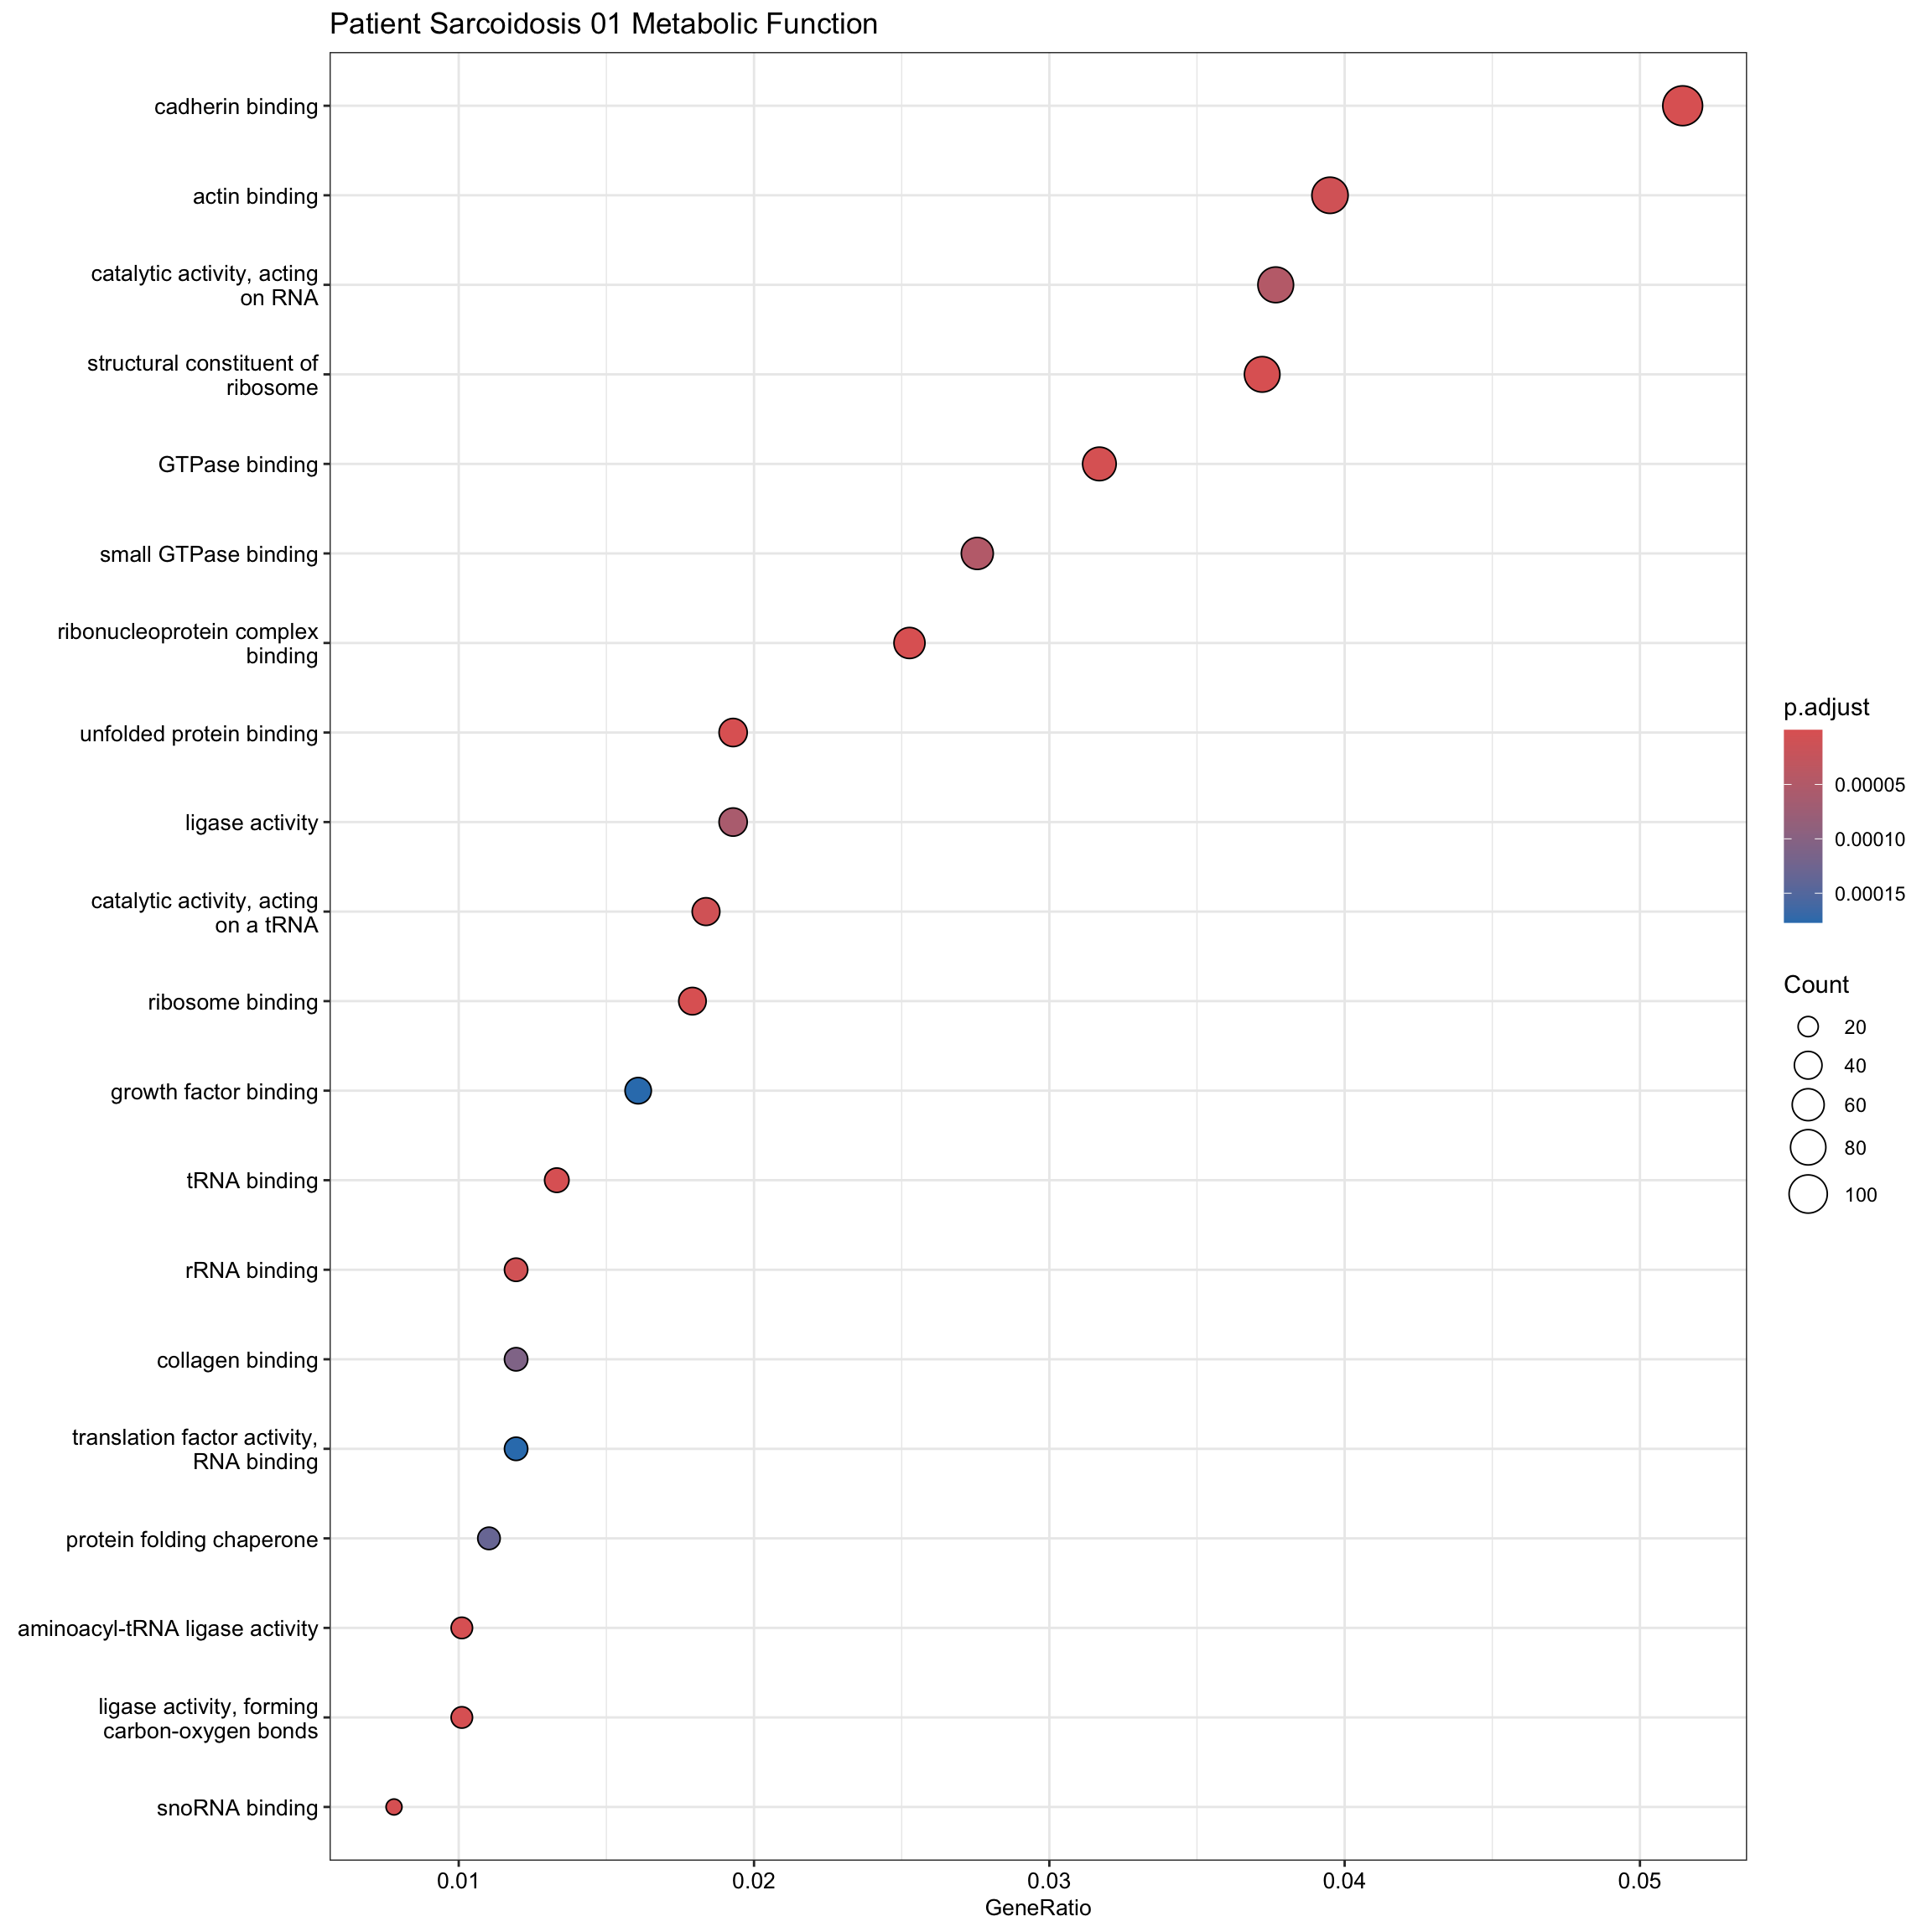 Patient Sarcoidosis 01 Metabolic Function
cadherin binding
actin binding
catalytic activity, acting
on RNA
structural constituent of
ribosome
GTPase binding
small GTPase binding
ribonucleoprotein complex
binding
unfolded protein binding
ligase activity
catalytic activity, acting
on a tRNA
ribosome binding
growth factor binding
tRNA binding
rRNA binding
collagen binding
translation factor activity,
RNA binding
protein folding chaperone
aminoacyl-tRNA ligase activity
ligase activity, forming
carbon-oxygen bonds
snoRNA binding
0.01 0.02 0.03 0.04 0.05
GeneRatio
p.adjust
0.00005
0.00010
0.00015
Count
20
40
60
80
100